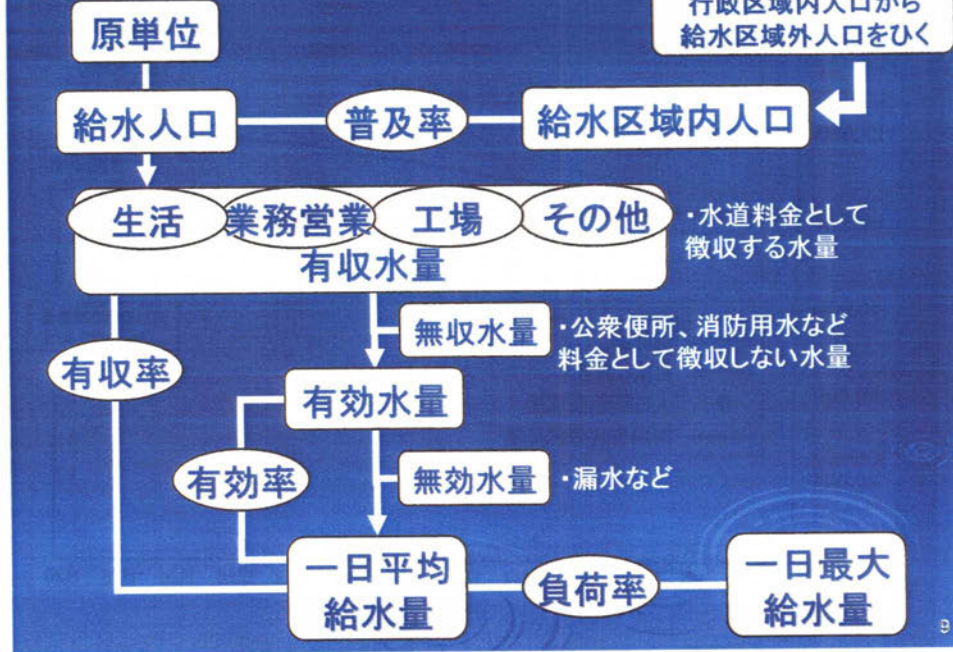 行政区域内人口から
給水区域外人口をひく
原単位
給水人口
普及率
給水区域内人口
生活
業務営業
工場
その他
有収水量
・水道料金として
徴収する水量
無収水量
・公衆便所、消防用水など
料金として徴収しない水量
有収率
有効水量
有効率
無効水量
・漏水など
一日平均
給水量
負荷率
一日最大
給水量
9